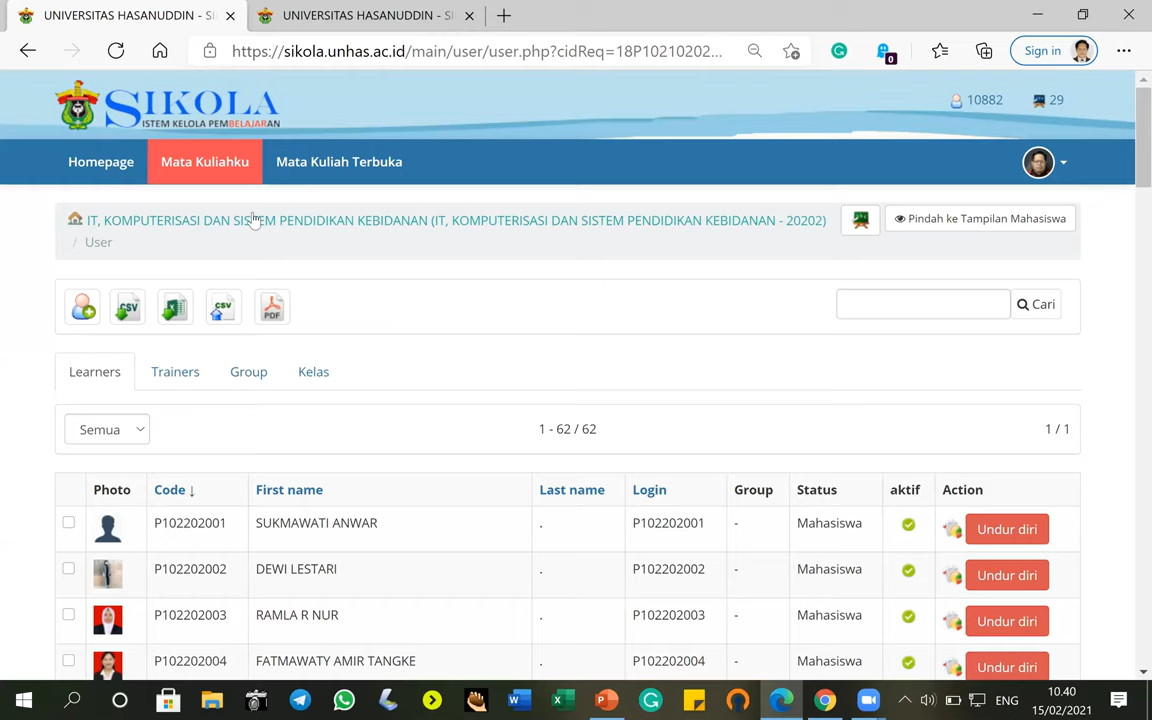 UNIVERSITAS HASANUDDIN - Si
UNIVERSITAS HASANUDDIN - Si
https://sikola.unhas.ac.id/main/user/user.php?cidReq=18P10210202...
0
Sign in
SIKOLA
ISTEM KELOLA PEMBELAJARAN
10882
29
Homepage
Mata Kuliahku
Mata Kuliah Terbuka
IT, KOMPUTERISASI DAN SISTEM PENDIDIKAN KEBIDANAN (IT, KOMPUTERISASI DAN SISTEM PENDIDIKAN KEBIDANAN - 20202)
Pindah ke Tampilan Mahasiswa
/ User
CSV
CSV
PDF
Cari
Learners
Trainers
Group
Kelas
Semua
1 - 62 / 62
1 / 1
Photo Code ↓ First name Last name Login Group Status aktif Action
P102202001 SUKMAWATI ANWAR . P102202001 - Mahasiswa Undur diri
P102202002 DEWI LESTARI . P102202002 - Mahasiswa Undur diri
P102202003 RAMLA R NUR . P102202003 - Mahasiswa Undur diri
P102202004 FATMAWATY AMIR TANGKE . P102202004 - Mahasiswa Undur diri
ENG
10.40
15/02/2021